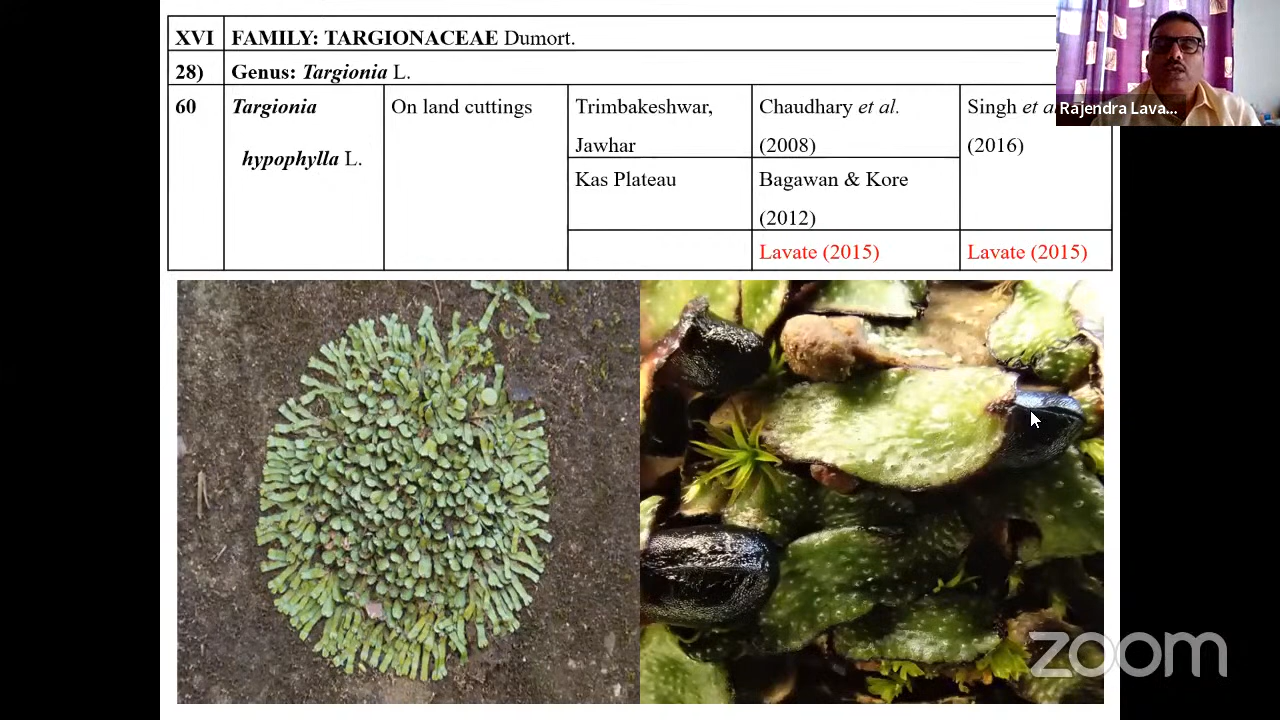 XVI FAMILY: TARGIONACEAE Dumort.
28) Genus: Targionia L.
60 Targionia On land cuttings Trimbakeshwar, Chaudhary et al. Singh et
hypophylla L. Jawhar (2008) (2016)
Kas Plateau Bagawan & Kore
(2012)
Lavate (2015) Lavate (2015)
Rajendra Lava...
zoom